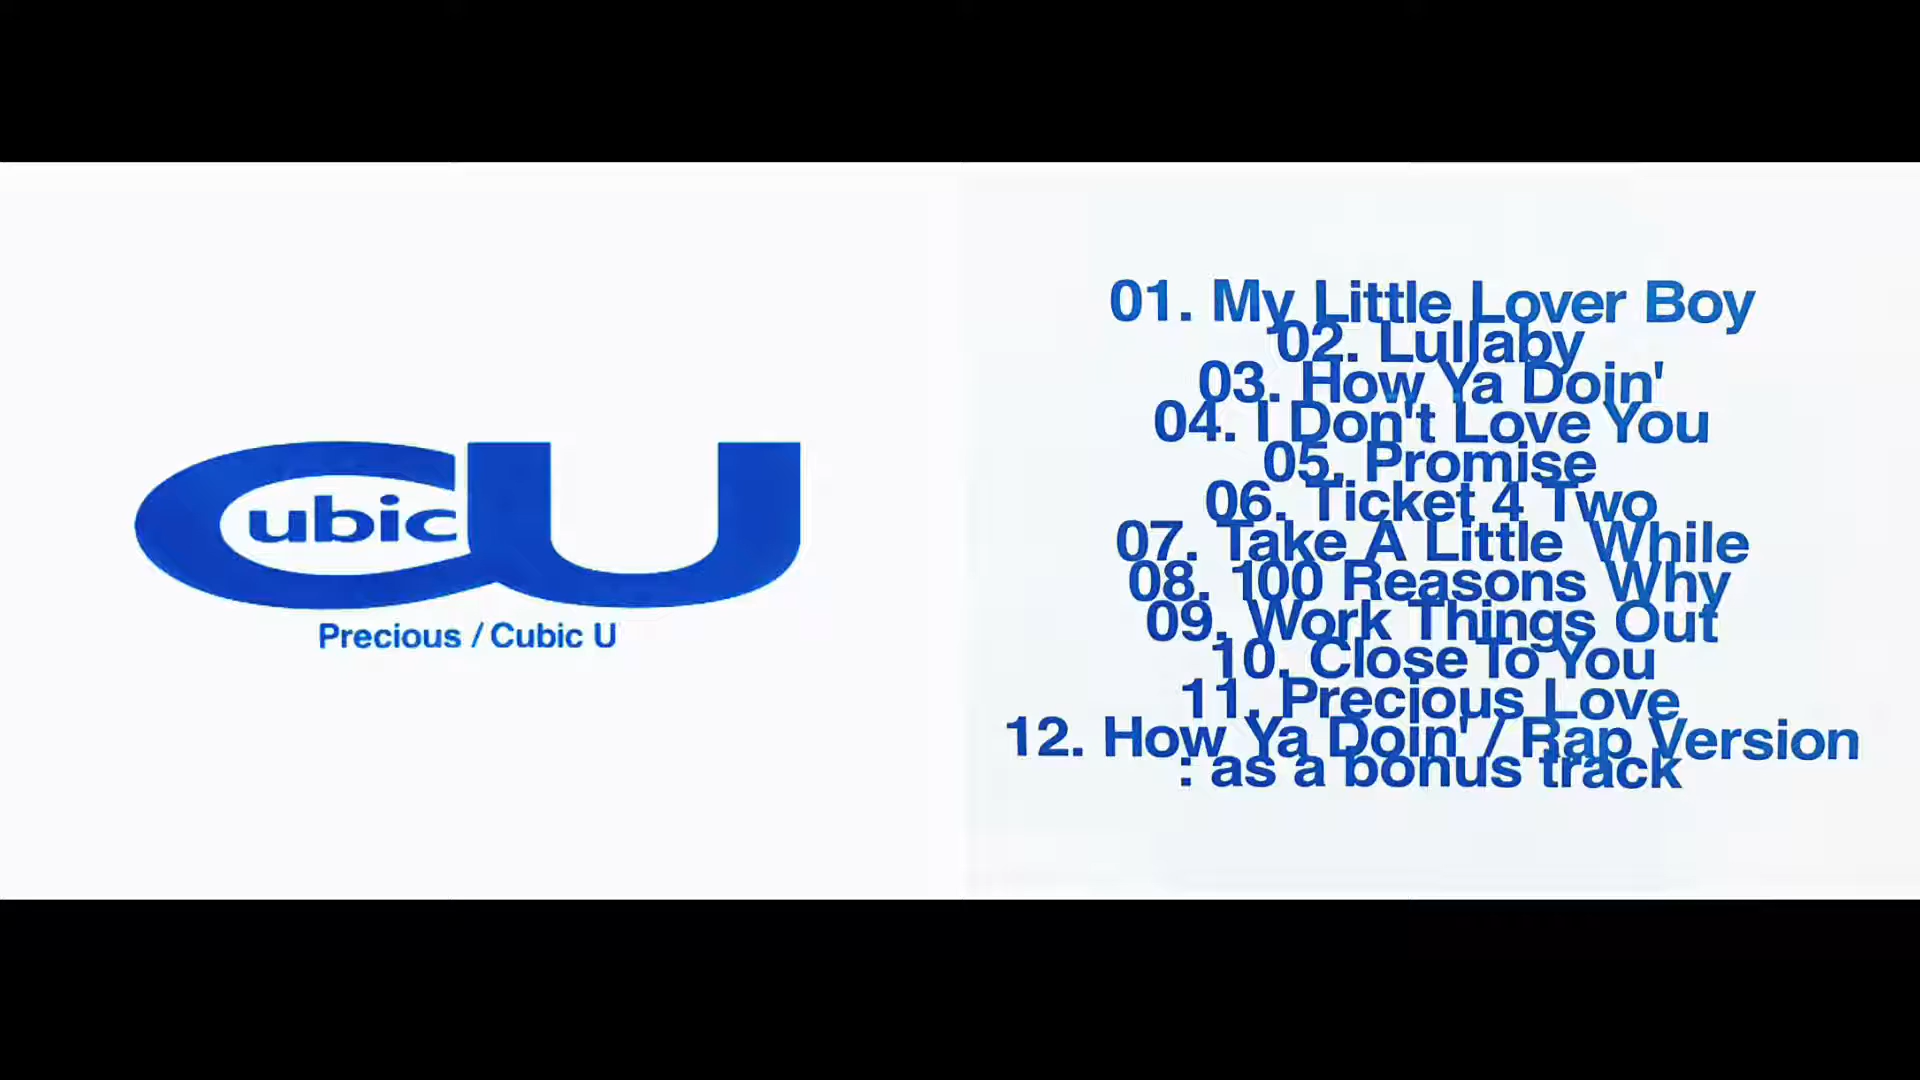 Cubic U
Precious / Cubic U
01. My Little Lover Boy
02. Lullaby
03. How Ya Doin'
04. I Don't Love You
05. Promise
06. Ticket 4 Two
07. Take A Little While
08. 100 Reasons Why
09. Work Things Out
10. Close To You
11. Precious Love
12. How Ya Doin' / Rap Version
: as a bonus track